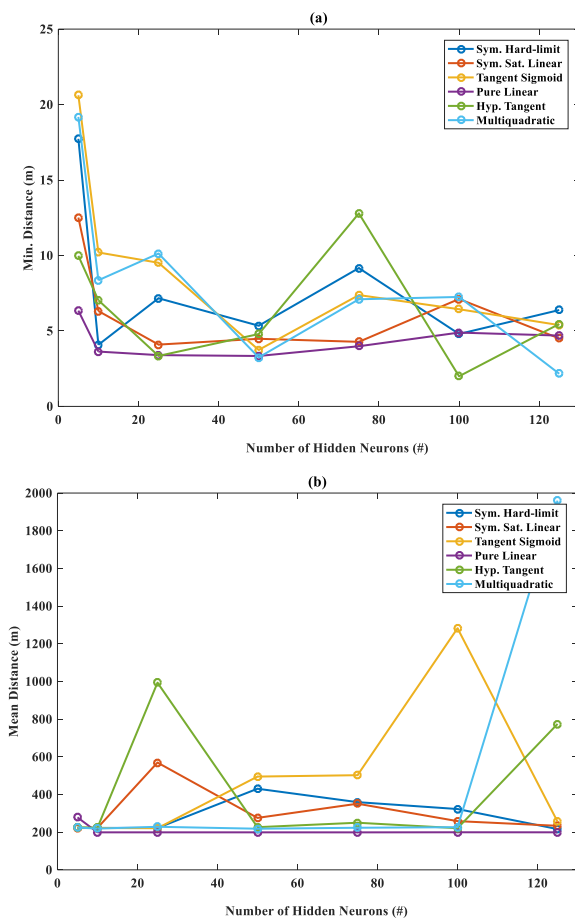 (a)
25
20
15
10
5
0
Min. Distance (m)
0
20
40
60
80
100
120
Number of Hidden Neurons (#)
Sym. Hard-limit
Sym. Sat. Linear
Tangent Sigmoid
Pure Linear
Hyp. Tangent
Multiquadratic
(b)
2000
1800
1600
1400
1200
1000
800
600
400
200
0
Mean Distance (m)
0
20
40
60
80
100
120
Number of Hidden Neurons (#)
Sym. Hard-limit
Sym. Sat. Linear
Tangent Sigmoid
Pure Linear
Hyp. Tangent
Multiquadratic